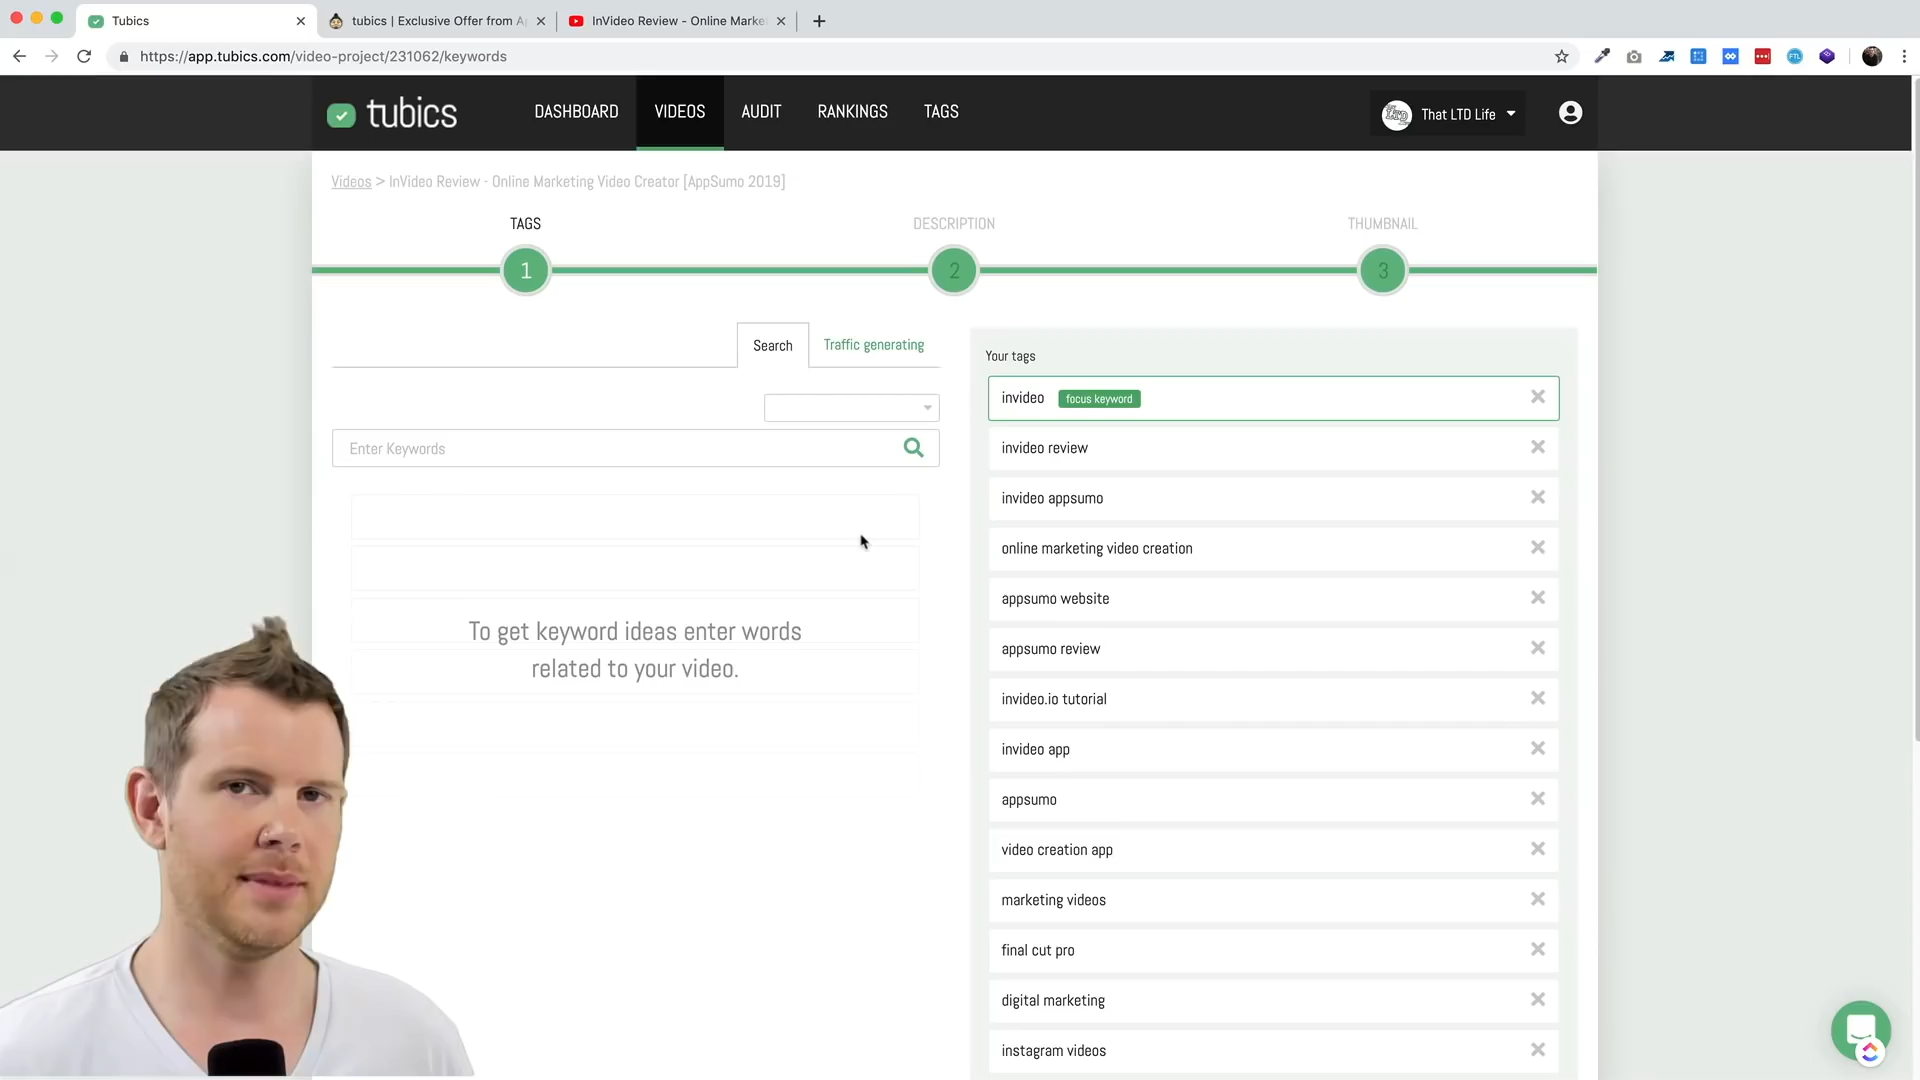 Tubics
tubics | Exclusive Offer from A
InVideo Review - Online Marke
https://app.tubics.com/video-project/231062/keywords
tubics
DASHBOARD
VIDEOS
AUDIT
RANKINGS
TAGS
That LTD Life
Videos > InVideo Review - Online Marketing Video Creator [AppSumo 2019]
TAGS
DESCRIPTION
THUMBNAIL
1
2
3
Search
Traffic generating
Enter Keywords
To get keyword ideas enter words
related to your video.
Your tags
invideo focus keyword
invideo review
invideo appsumo
online marketing video creation
appsumo website
appsumo review
invideo.io tutorial
invideo app
appsumo
video creation app
marketing videos
final cut pro
digital marketing
instagram videos